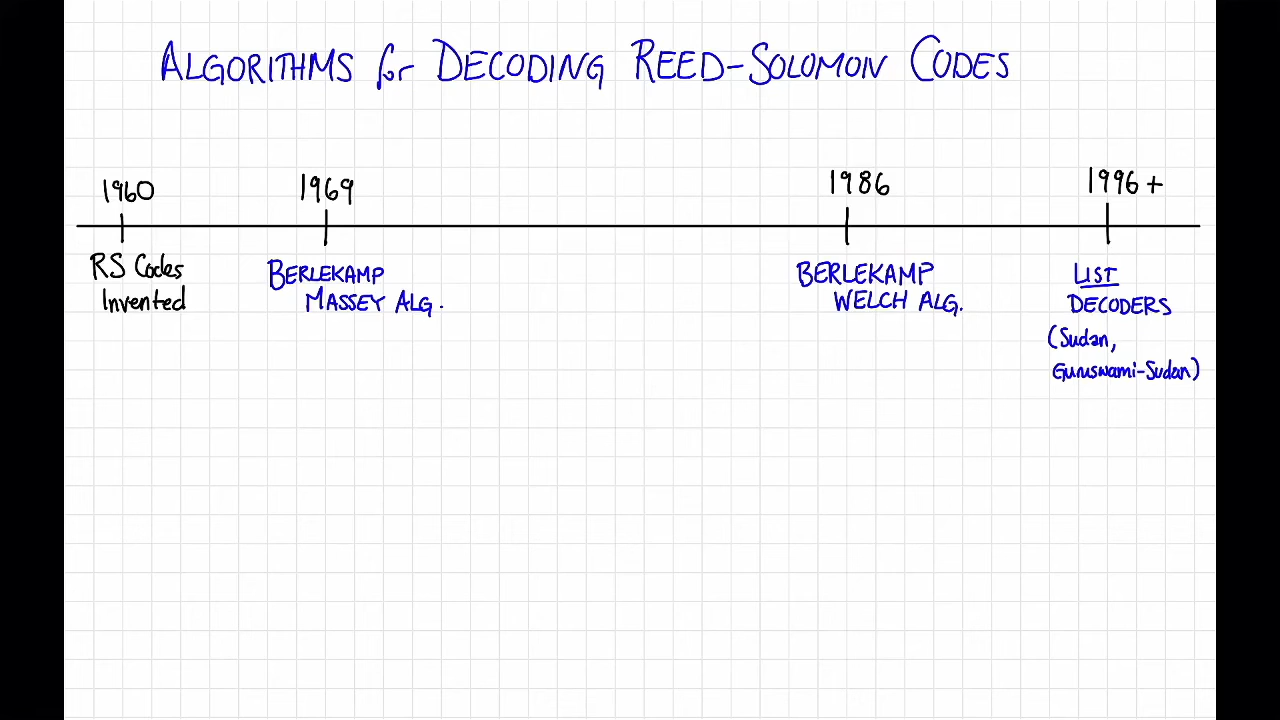 ALGORITHMS for DECODING REED-SOLOMON CODES
1960 1969 1986 1996 +
RS Codes Invented
BERLEKAMP MASSEY ALG.
BERLEKAMP WELCH ALG.
LIST DECODERS
(Sudan,
Guruswami-Sudan)